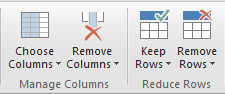 Choose Remove Keep Remove
Columns Columns Rows Rows
Manage Columns Reduce Rows